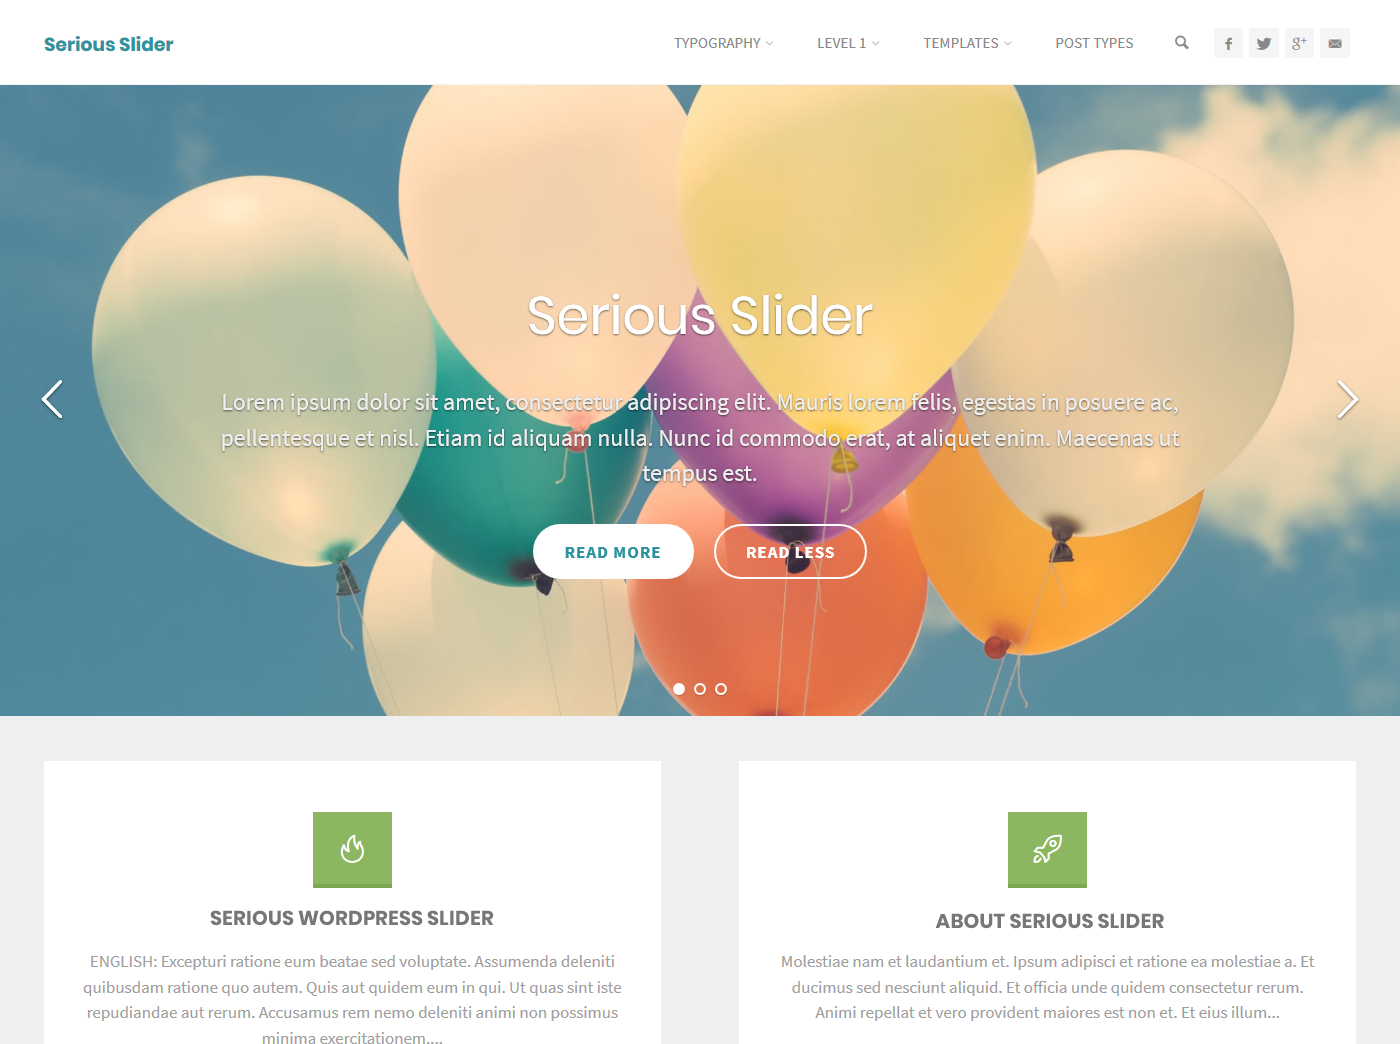 Serious Slider
TYPOGRAPHY LEVEL 1 TEMPLATES POST TYPES
Serious Slider
Lorem ipsum dolor sit amet, consectetur adipiscing elit. Mauris lorem felis, egestas in posuere ac,
pellentesque et nisl. Etiam id aliquam nulla. Nunc id commodo erat, at aliquet enim. Maecenas ut
tempus est.
READ MORE READ LESS
SERIOUS WORDPRESS SLIDER
ENGLISH: Excepturi ratione eum beatae sed voluptate. Assumenda deleniti
quibusdam ratione quo autem. Quis aut quidem eum in qui. Ut quas sint iste
repudiandae aut rerum. Accusamus rem nemo deleniti animi non possimus
minima exercitationem....
ABOUT SERIOUS SLIDER
Molestiae nam et laudantium et. Ipsum adipisci et ratione ea molestiae a. Et
ducimus sed nesciunt aliquid. Et officia unde quidem consectetur rerum.
Animi repellat et vero provident maiores est non et. Et eius illum...